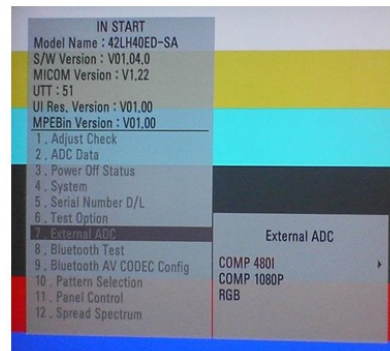 IN START
Model Name : 42LH40ED-SA
S/W Version : V01.04.0
MICOM Version : V1.22
UTT : 51
UI Res. Version : V01.00
MPEBin Version : V01.00
1 . Adjust Check
2 . ADC Data
3 . Power Off Status
4 . System
5 . Serial Number D/L
6 . Test Option
7 . External ADC
8 . Bluetooth Test
9 . Bluetooth AV CODEC Config
10 . Pattern Selection
11 . Panel Control
12 . Spread Spectrum
External ADC
COMP 480I
COMP 1080P
RGB